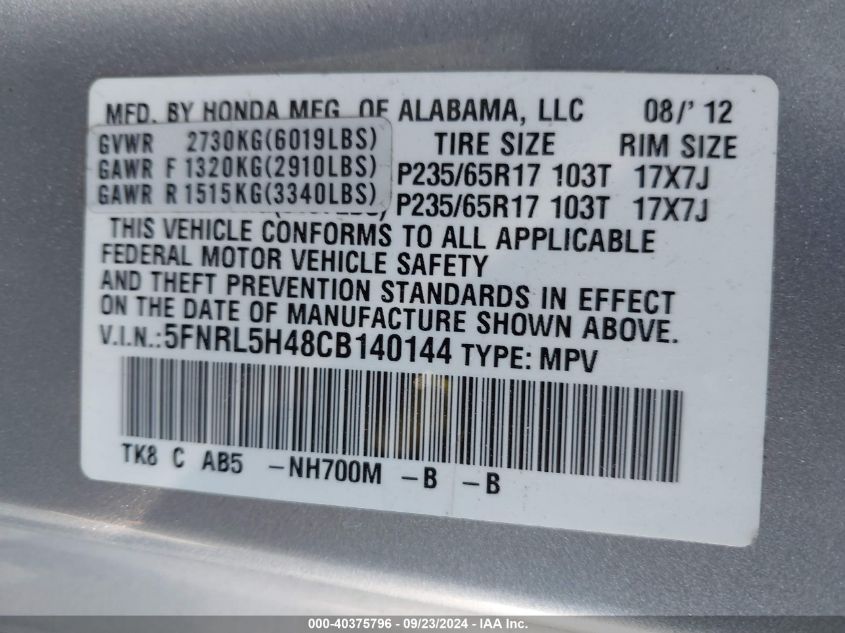 MFD. BY HONDA MFG. OF ALABAMA, LLC 08/'12
GVWR 2730KG(6019LBS) TIRE SIZE RIM SIZE
GAWR F 1320KG(2910LBS) P235/65R17 103T 17X7J
GAWR R 1515KG(3340LBS) P235/65R17 103T 17X7J
THIS VEHICLE CONFORMS TO ALL APPLICABLE
FEDERAL MOTOR VEHICLE SAFETY
AND THEFT PREVENTION STANDARDS IN EFFECT
ON THE DATE OF MANUFACTURE SHOWN ABOVE.
V.I.N.:5FNRL5H48CB140144 TYPE: MPV
TK8 C AB5 -NH700M -B -B
000-40375796 - 09/23/2024 - IAA Inc.